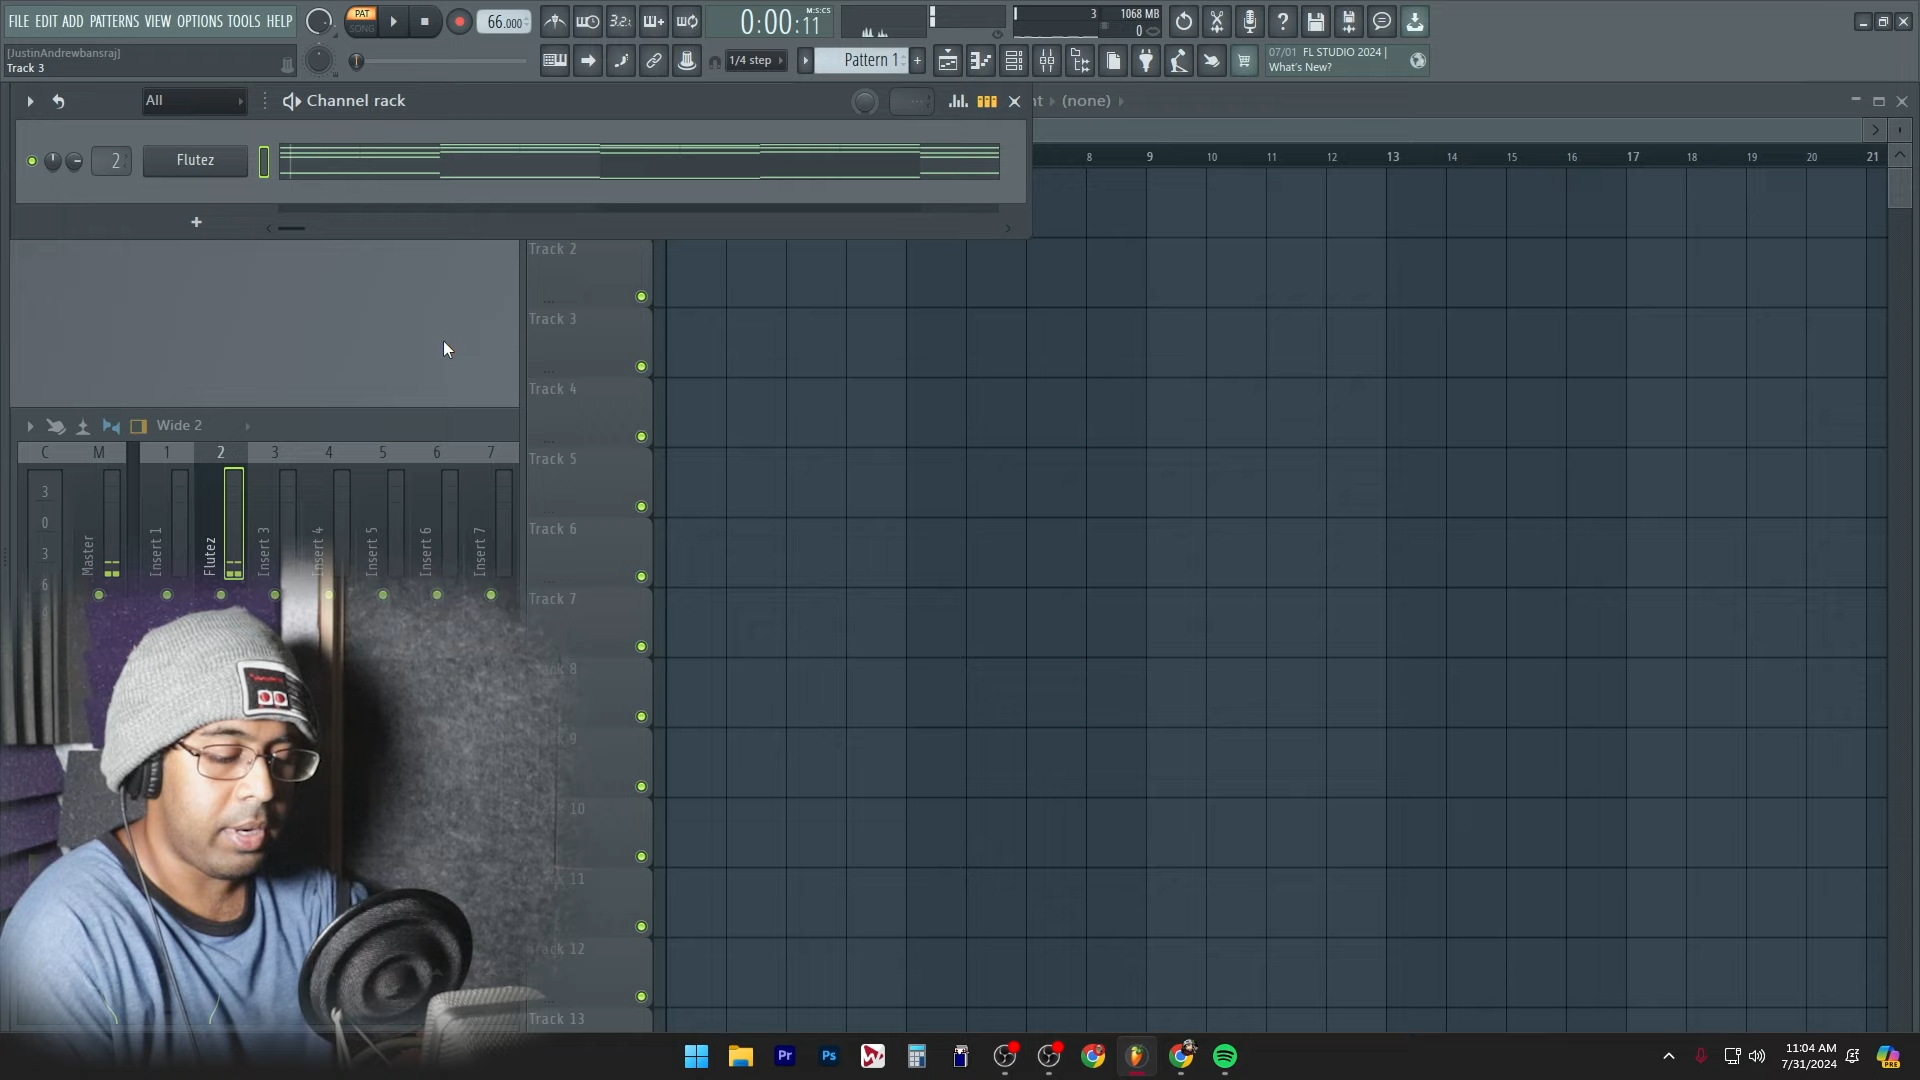 FILE EDIT ADD PATTERNS VIEW OPTIONS TOOLS HELP
PAT
SONG
66.000
3.2.
0:00:11
M:S:CS
3
1068 MB
0
[JustinAndrewbansraj]
Track 3
1/4 step
Pattern 1
+
07/01 FL STUDIO 2024 |
What's New?
All
Channel rack
(none)
2
Flutez
+
8 9 10 11 12 13 14 15 16 17 18 19 20 21
Track 2
Track 3
Track 4
Track 5
Track 6
Track 7
8
9
10
11
Track 12
Track 13
Wide 2
C M 1 2 3 4 5 6 7
3
0
3
6
Master
Insert 1
Flutez
Insert 3
Insert 4
Insert 5
Insert 6
Insert 7
Pr
Ps
11:04 AM
7/31/2024
PRE